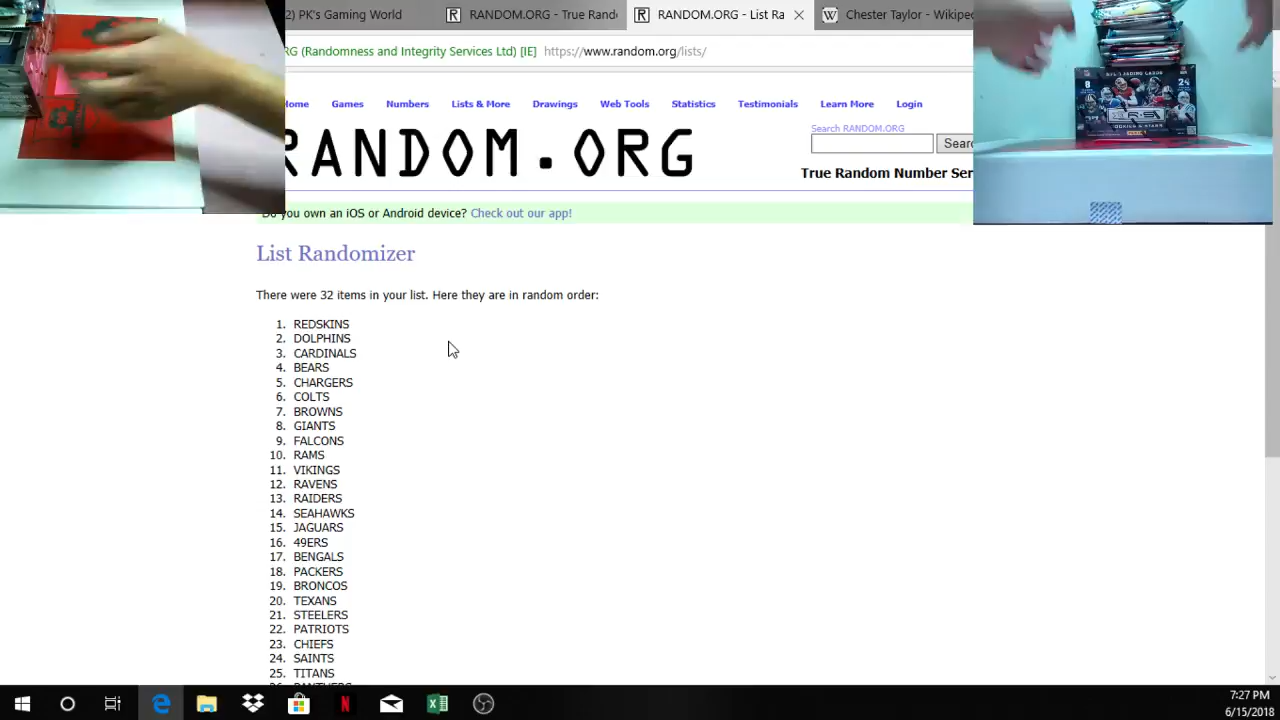 2) PK's Gaming World
RANDOM.ORG - True Rand
RANDOM.ORG - List Ra
Chester Taylor - Wikiped
RG (Randomness and Integrity Services Ltd) [IE] https://www.random.org/lists/
Home Games Numbers Lists & More Drawings Web Tools Statistics Testimonials Learn More Login
Search RANDOM.ORG
RANDOM.ORG
Sear
True Random Number Ser
Do you own an iOS or Android device? Check out our app!
List Randomizer
There were 32 items in your list. Here they are in random order:
1. REDSKINS
2. DOLPHINS
3. CARDINALS
4. BEARS
5. CHARGERS
6. COLTS
7. BROWNS
8. GIANTS
9. FALCONS
10. RAMS
11. VIKINGS
12. RAVENS
13. RAIDERS
14. SEAHAWKS
15. JAGUARS
16. 49ERS
17. BENGALS
18. PACKERS
19. BRONCOS
20. TEXANS
21. STEELERS
22. PATRIOTS
23. CHIEFS
24. SAINTS
25. TITANS
26. PANTHERS
7:27 PM
6/15/2018
8
24